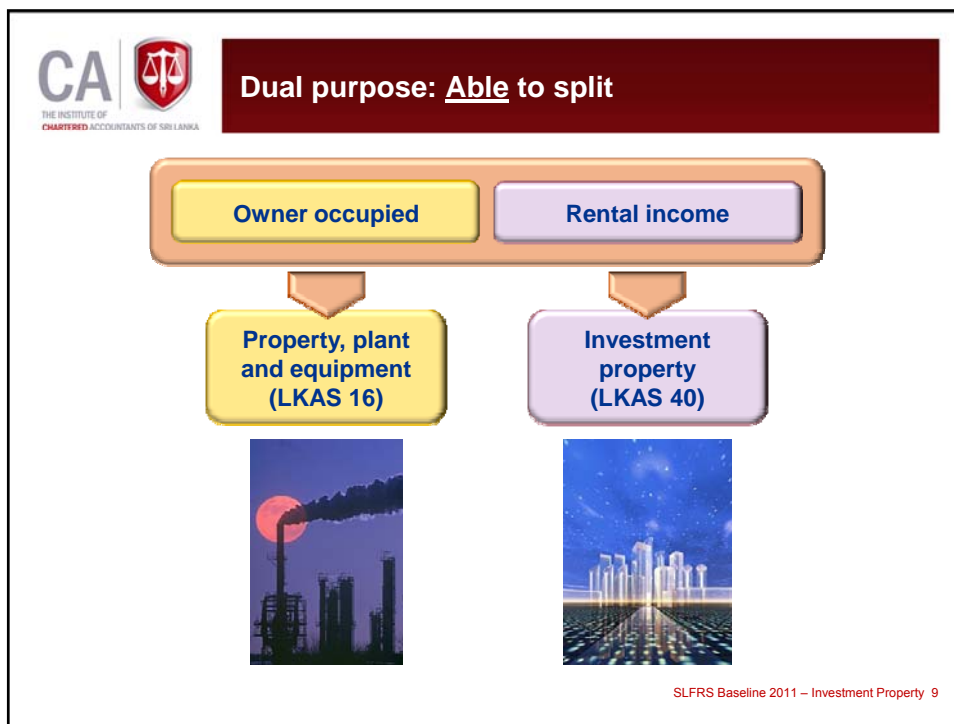 CA
THE INSTITUTE OF
CHARTERED ACCOUNTANTS OF SRI LANKA
Dual purpose: Able to split
Owner occupied
Rental income
Property, plant
and equipment
(LKAS 16)
Investment
property
(LKAS 40)
SLFRS Baseline 2011 – Investment Property 9